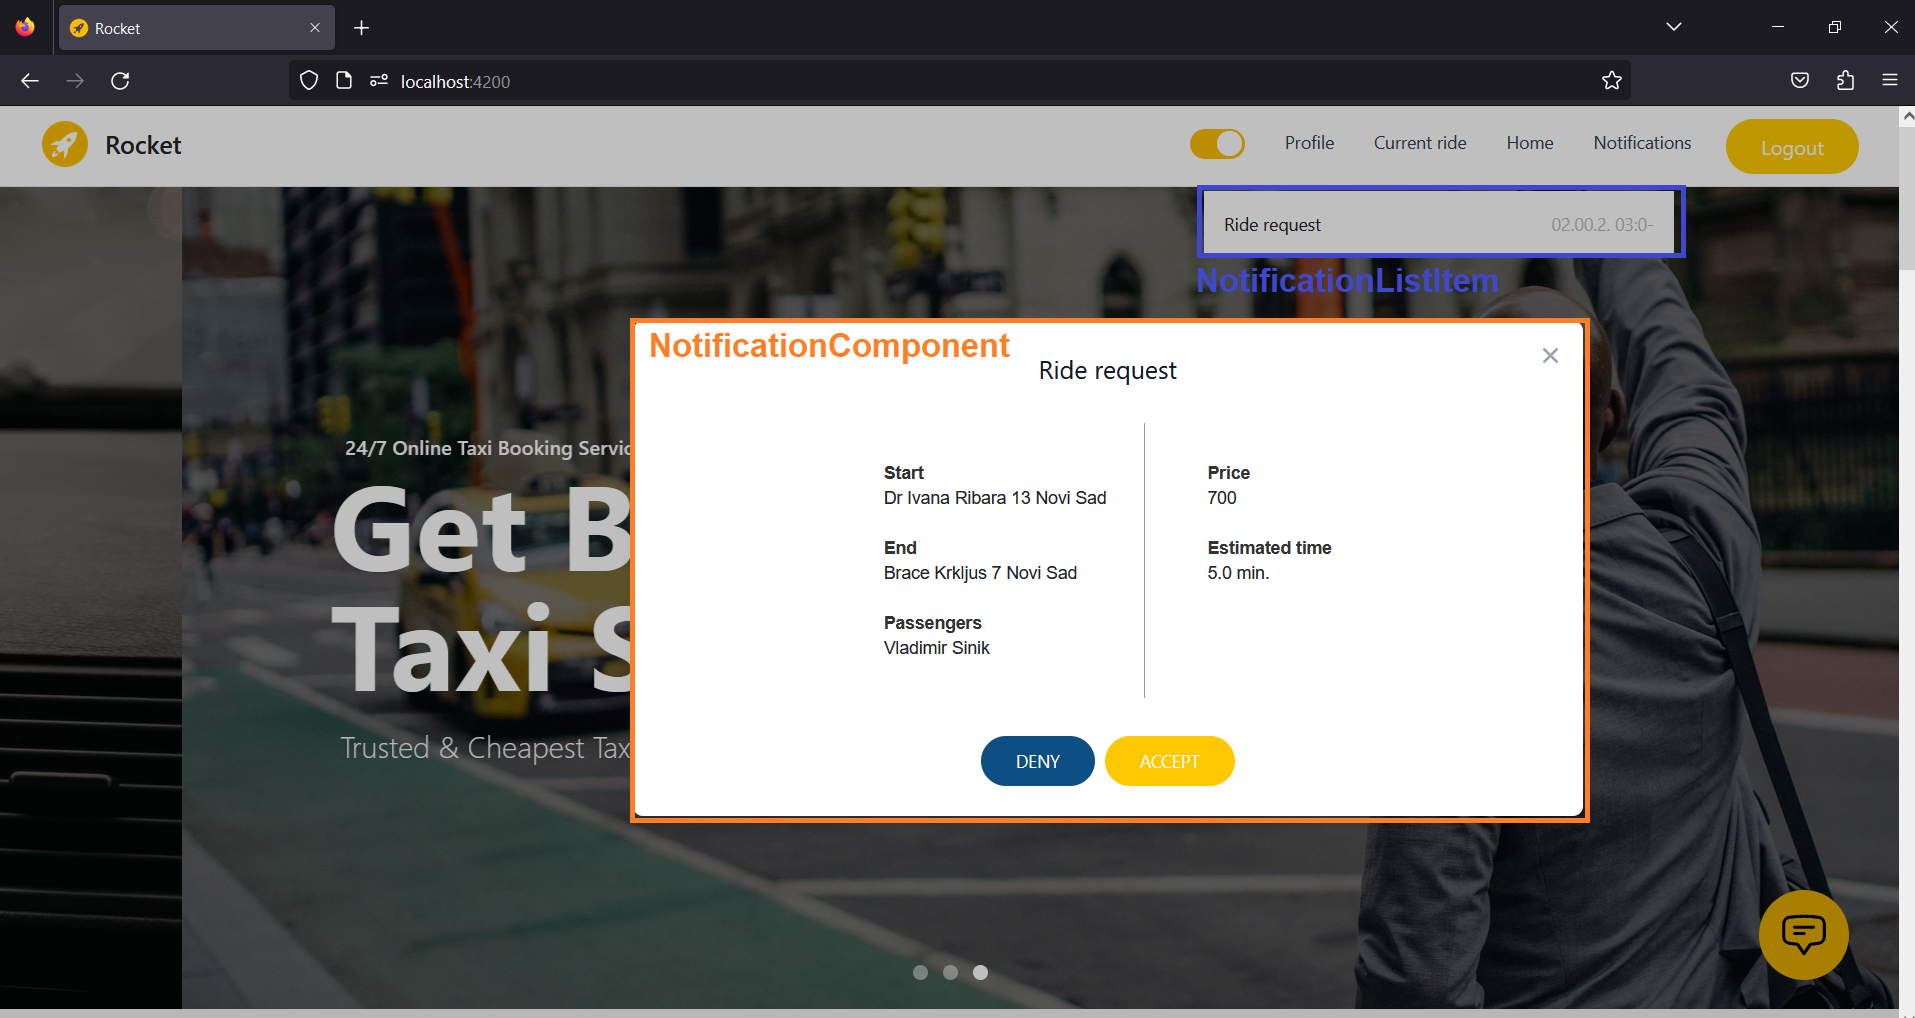 Rocket
localhost:4200
Rocket
Profile
Current ride
Home
Notifications
Logout
Ride request
02.00.2. 03:0-
NotificationListItem
NotificationComponent
Ride request
24/7 Online Taxi Booking Servic
Get B
Taxi S
Trusted & Cheapest Tax
Start
Dr Ivana Ribara 13 Novi Sad
End
Brace Krkljus 7 Novi Sad
Passengers
Vladimir Sinik
Price
700
Estimated time
5.0 min.
DENY
ACCEPT